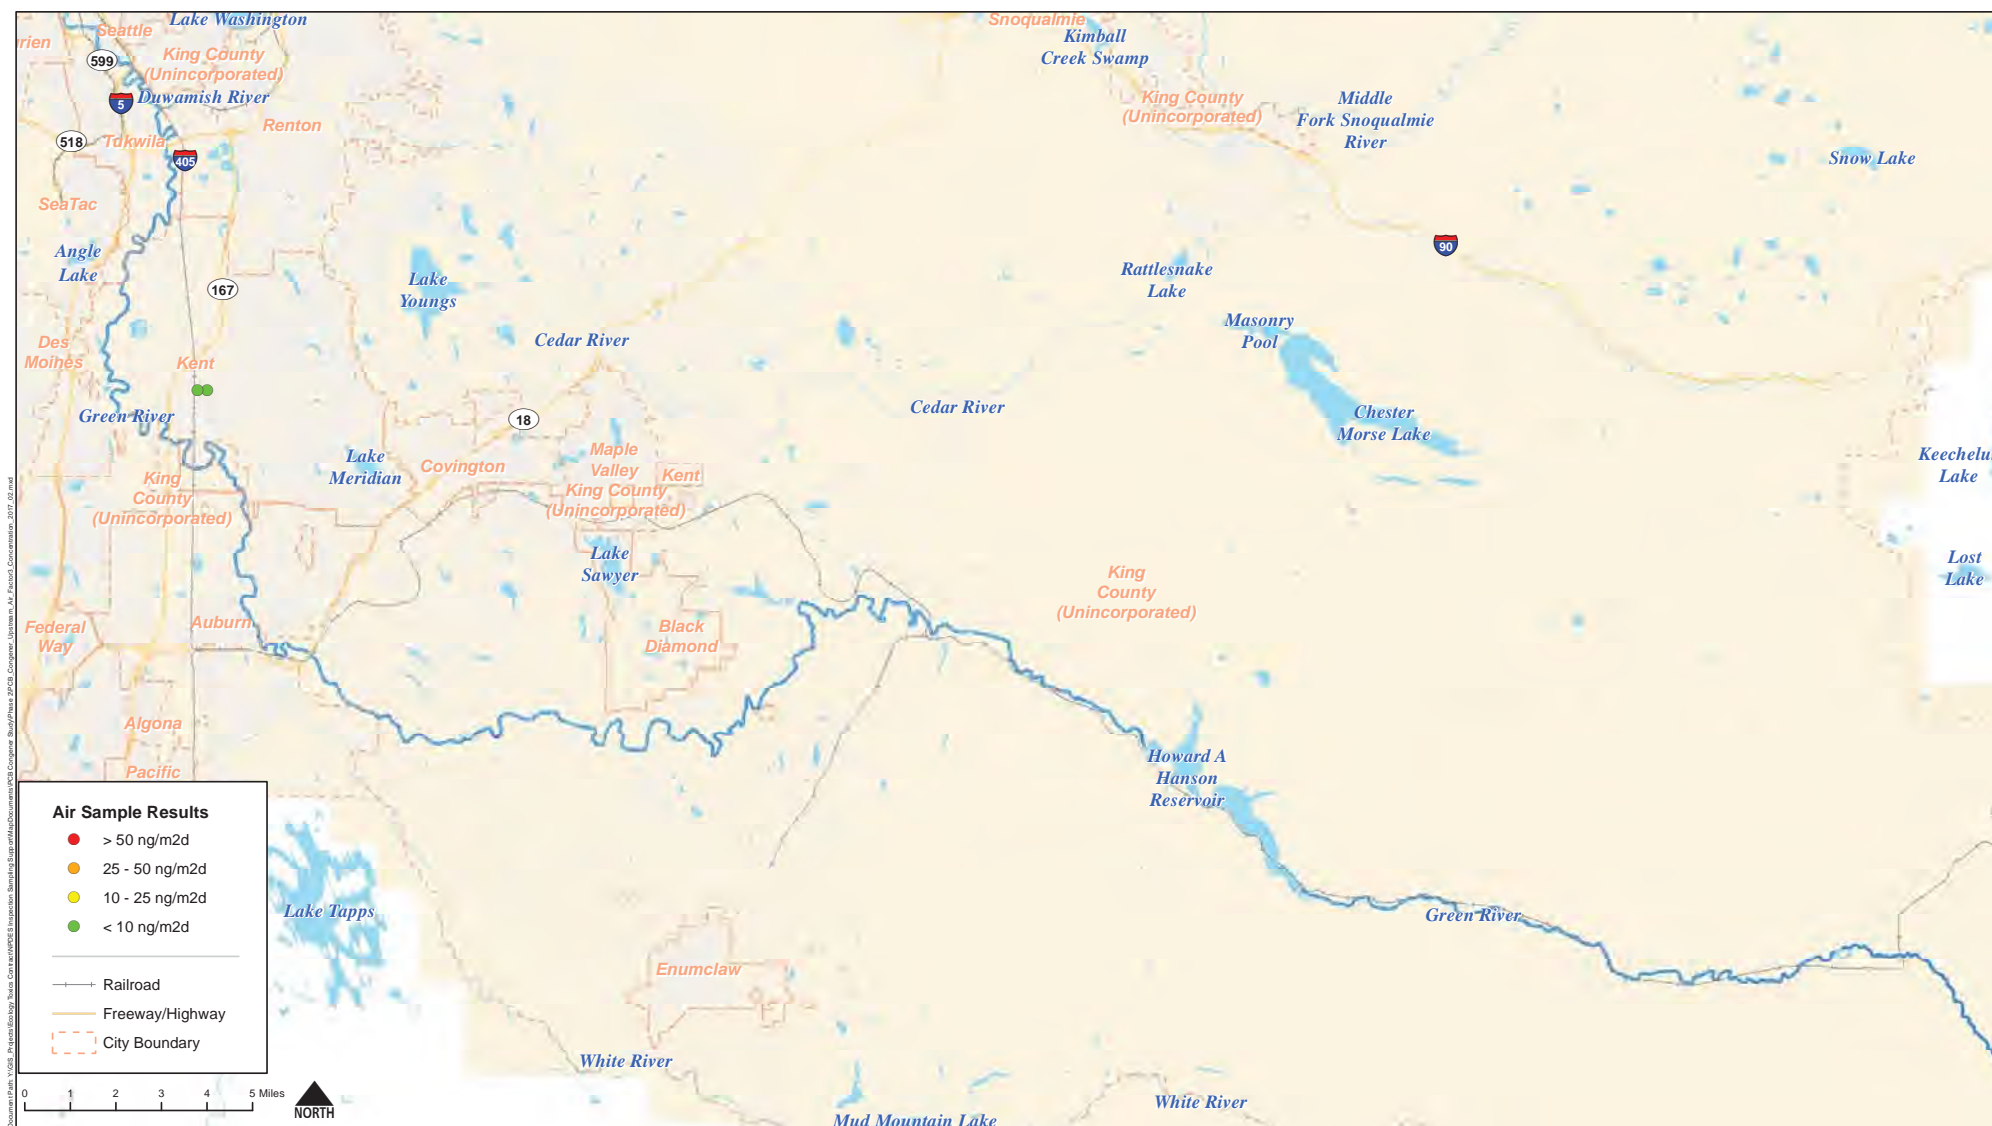 Lake Washington
Seattle
rien
599
King County
(Unincorporated)
5
Duwamish River
Renton
518
Tukwila
405
SeaTac
Angle
Lake
167
Lake
Youngs
Des
Moines
Kent
Green River
Cedar River
Cedar River
18
Lake
Meridian
Covington
Maple
Valley
King County
(Unincorporated)
Kent
King
County
(Unincorporated)
Lake
Sawyer
Federal
Way
Auburn
Black
Diamond
Algona
Pacific
Snoqualmie
Kimball
Creek Swamp
King County
(Unincorporated)
Middle
Fork Snoqualmie
River
Snow Lake
90
Rattlesnake
Lake
Masonry
Pool
Chester
Morse Lake
Keechelu
Lake
Lost
Lake
King
County
(Unincorporated)
Howard A
Hanson
Reservoir
Green River
Lake Tapps
Enumclaw
White River
White River
Mud Mountain Lake
Air Sample Results
> 50 ng/m2d
25 - 50 ng/m2d
10 - 25 ng/m2d
< 10 ng/m2d
Railroad
Freeway/Highway
City Boundary
0 1 2 3 4 5 Miles
NORTH